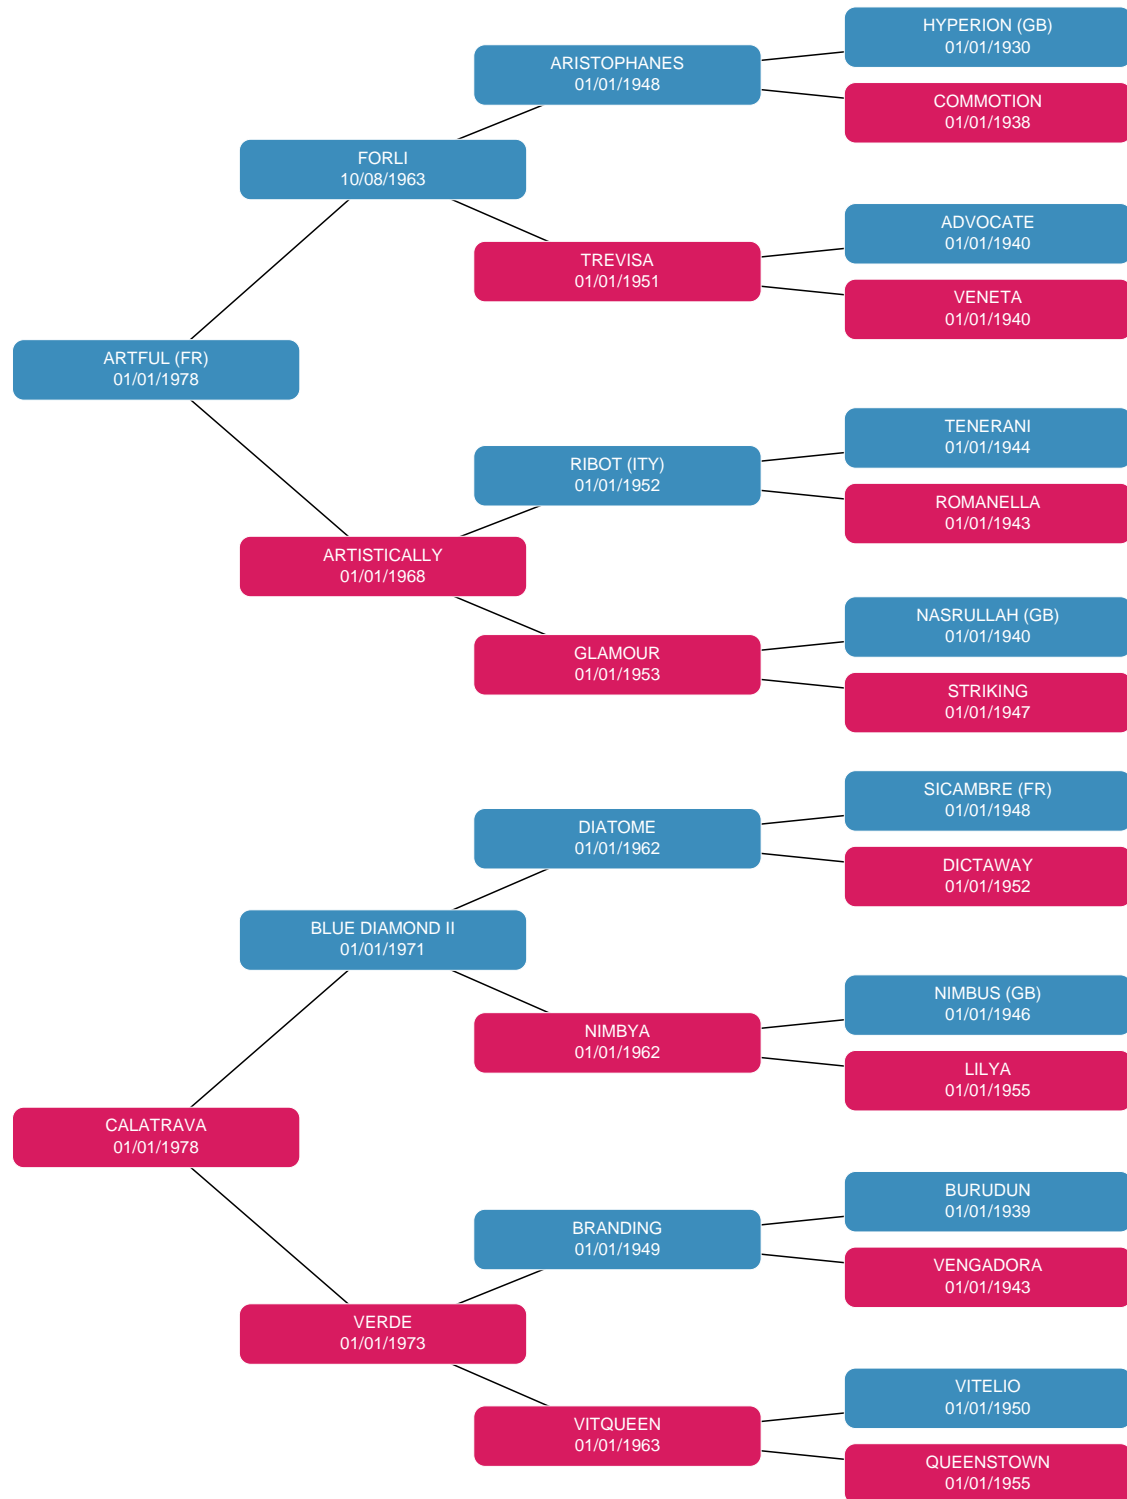 HYPERION (GB)
01/01/1930
ARISTOPHANES
01/01/1948
COMMOTION
01/01/1938
FORLI
10/08/1963
ADVOCATE
01/01/1940
TREVISA
01/01/1951
VENETA
01/01/1940
ARTFUL (FR)
01/01/1978
TENERANI
01/01/1944
RIBOT (ITY)
01/01/1952
ROMANELLA
01/01/1943
ARTISTICALLY
01/01/1968
NASRULLAH (GB)
01/01/1940
GLAMOUR
01/01/1953
STRIKING
01/01/1947
SICAMBRE (FR)
01/01/1948
DIATOME
01/01/1962
DICTAWAY
01/01/1952
BLUE DIAMOND II
01/01/1971
NIMBUS (GB)
01/01/1946
NIMBYA
01/01/1962
LILYA
01/01/1955
CALATRAVA
01/01/1978
BURUDUN
01/01/1939
BRANDING
01/01/1949
VENGADORA
01/01/1943
VERDE
01/01/1973
VITELIO
01/01/1950
VITQUEEN
01/01/1963
QUEENSTOWN
01/01/1955